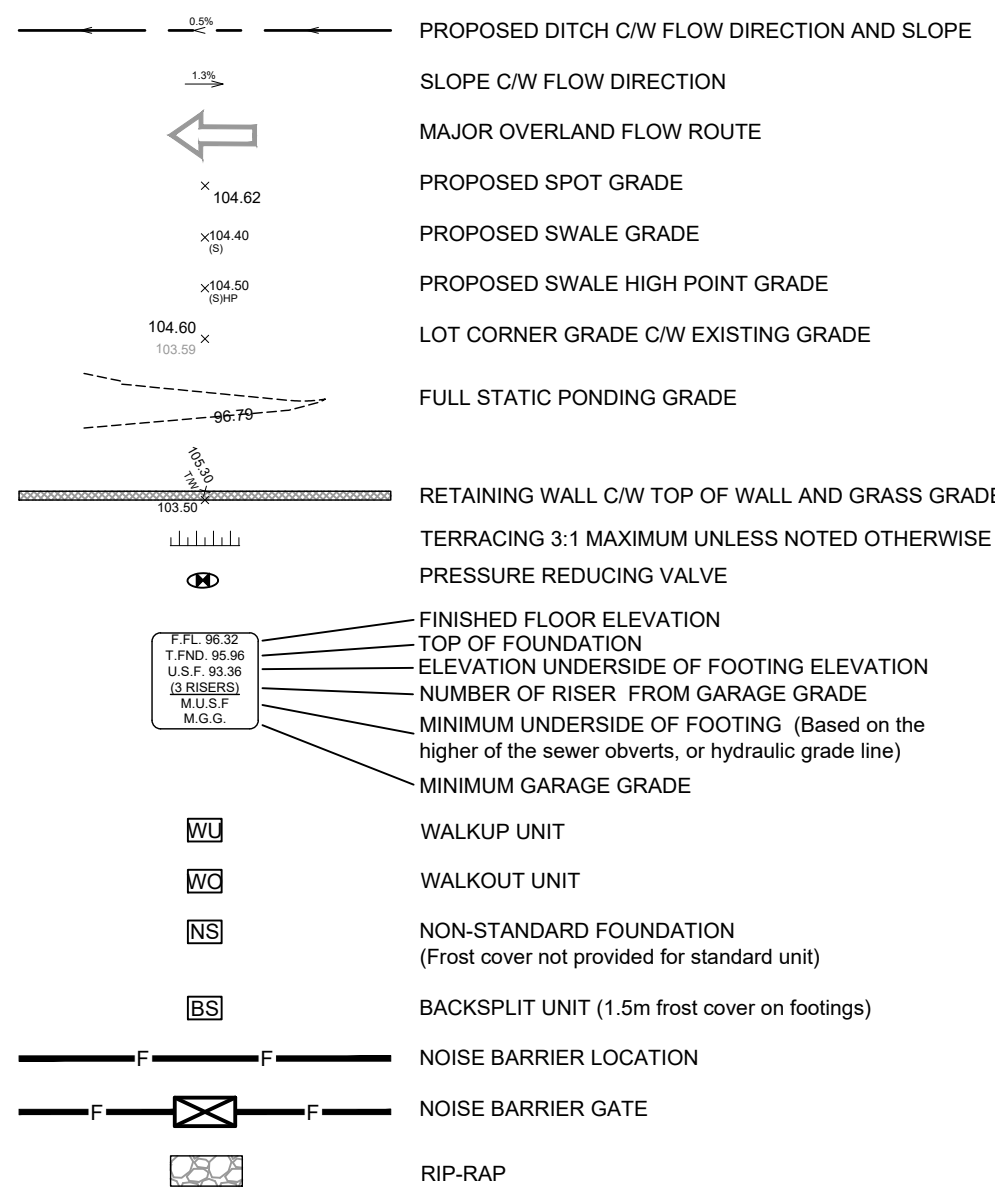 0.5%
PROPOSED DITCH C/W FLOW DIRECTION AND SLOPE
1.3%
SLOPE C/W FLOW DIRECTION
MAJOR OVERLAND FLOW ROUTE
104.62
PROPOSED SPOT GRADE
104.40
(S)
PROPOSED SWALE GRADE
104.50
(S)HP
PROPOSED SWALE HIGH POINT GRADE
104.60
103.59
LOT CORNER GRADE C/W EXISTING GRADE
96.79
FULL STATIC PONDING GRADE
105.30
T/W
103.50
RETAINING WALL C/W TOP OF WALL AND GRASS GRADE
TERRACING 3:1 MAXIMUM UNLESS NOTED OTHERWISE
PRESSURE REDUCING VALVE
F.FL. 96.32
T.FND. 95.96
U.S.F. 93.36
(3 RISERS)
M.U.S.F
M.G.G.
FINISHED FLOOR ELEVATION
TOP OF FOUNDATION
ELEVATION UNDERSIDE OF FOOTING ELEVATION
NUMBER OF RISER FROM GARAGE GRADE
MINIMUM UNDERSIDE OF FOOTING (Based on the
higher of the sewer obverts, or hydraulic grade line)
MINIMUM GARAGE GRADE
WU
WALKUP UNIT
WO
WALKOUT UNIT
NS
NON-STANDARD FOUNDATION
(Frost cover not provided for standard unit)
BS
BACKSPLIT UNIT (1.5m frost cover on footings)
F F
NOISE BARRIER LOCATION
F F
NOISE BARRIER GATE
RIP-RAP